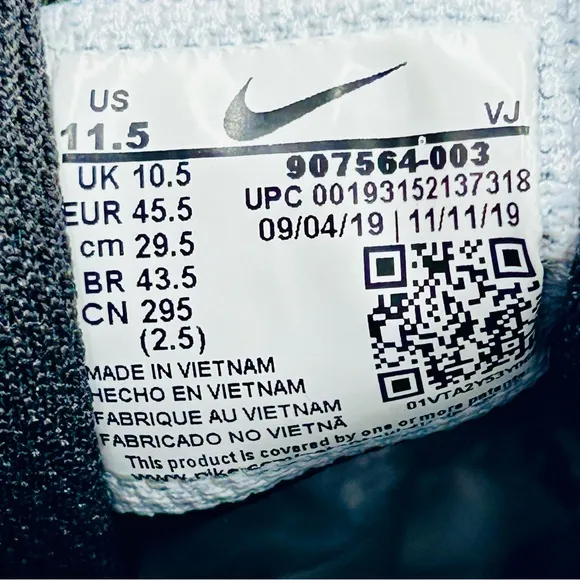 US
11.5
UK 10.5
EUR 45.5
cm 29.5
BR 43.5
CN 295
(2.5)
VJ
907564-003
UPC 00193152137318
09/04/19 | 11/11/19
MADE IN VIETNAM
HECHO EN VIETNAM
FABRIQUE AU VIETNAM
FABRICADO NO VIETNÃ
This product is covered by one or more patents